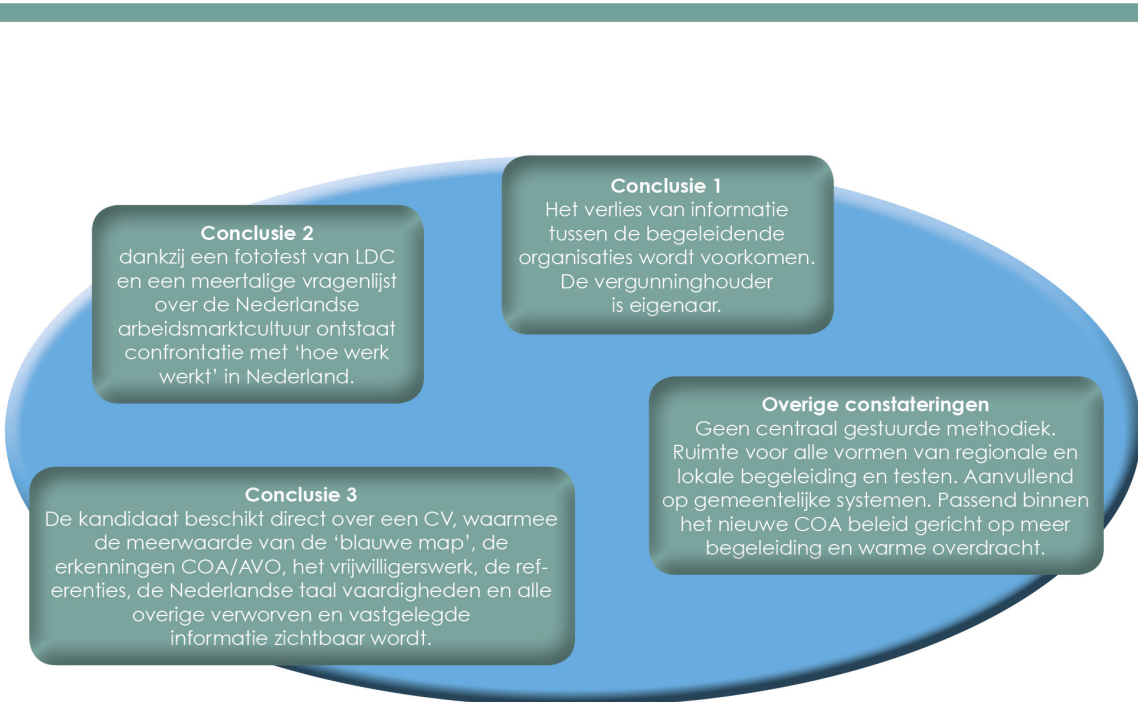 Conclusie 1
Het verlies van informatie
tussen de begeleidende
organisaties wordt voorkomen.
De vergunninghouder
is eigenaar.
Conclusie 2
dankzij een fototest van LDC
en een meertalige vragenlijst
over de Nederlandse
arbeidsmarktcultuur ontstaat
confrontatie met ‘hoe werk
werkt’ in Nederland.
Conclusie 3
De kandidaat beschikt direct over een CV, waarmee
de meerwaarde van de ‘blauwe map’, de
erkenningen COA/AVO, het vrijwilligerswerk, de ref-
erenties, de Nederlandse taal vaardigheden en alle
overige verworven en vastgelegde
informatie zichtbaar wordt.
Overige constateringen
Geen centraal gestuurde methodiek.
Ruimte voor alle vormen van regionale en
lokale begeleiding en testen. Aanvullend
op gemeentelijke systemen. Passend binnen
het nieuwe COA beleid gericht op meer
begeleiding en warme overdracht.